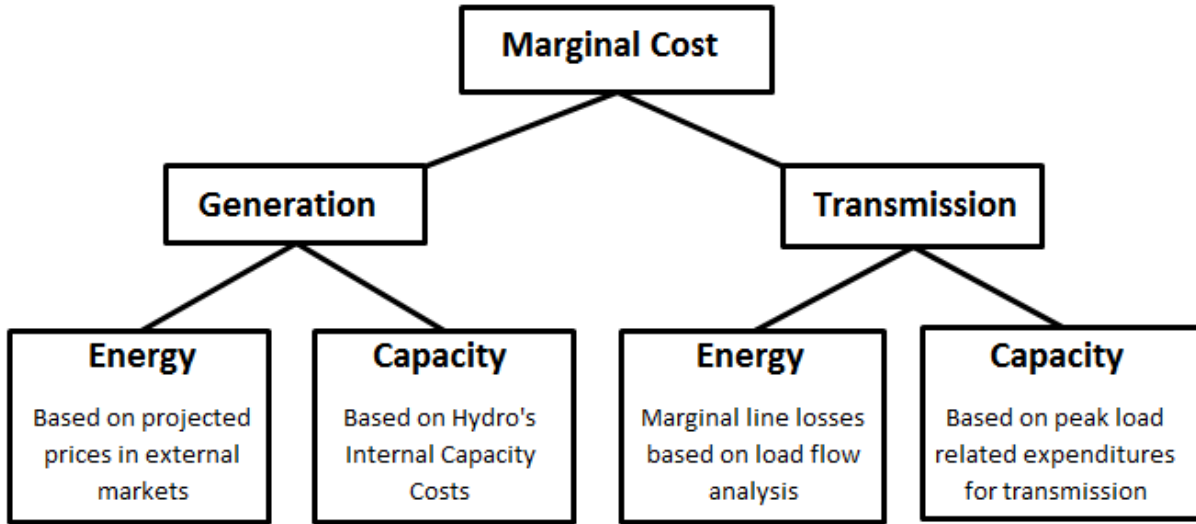 Marginal Cost
Generation
Transmission
Energy
Based on projected
prices in external
markets
Capacity
Based on Hydro's
Internal Capacity
Costs
Energy
Marginal line losses
based on load flow
analysis
Capacity
Based on peak load
related expenditures
for transmission